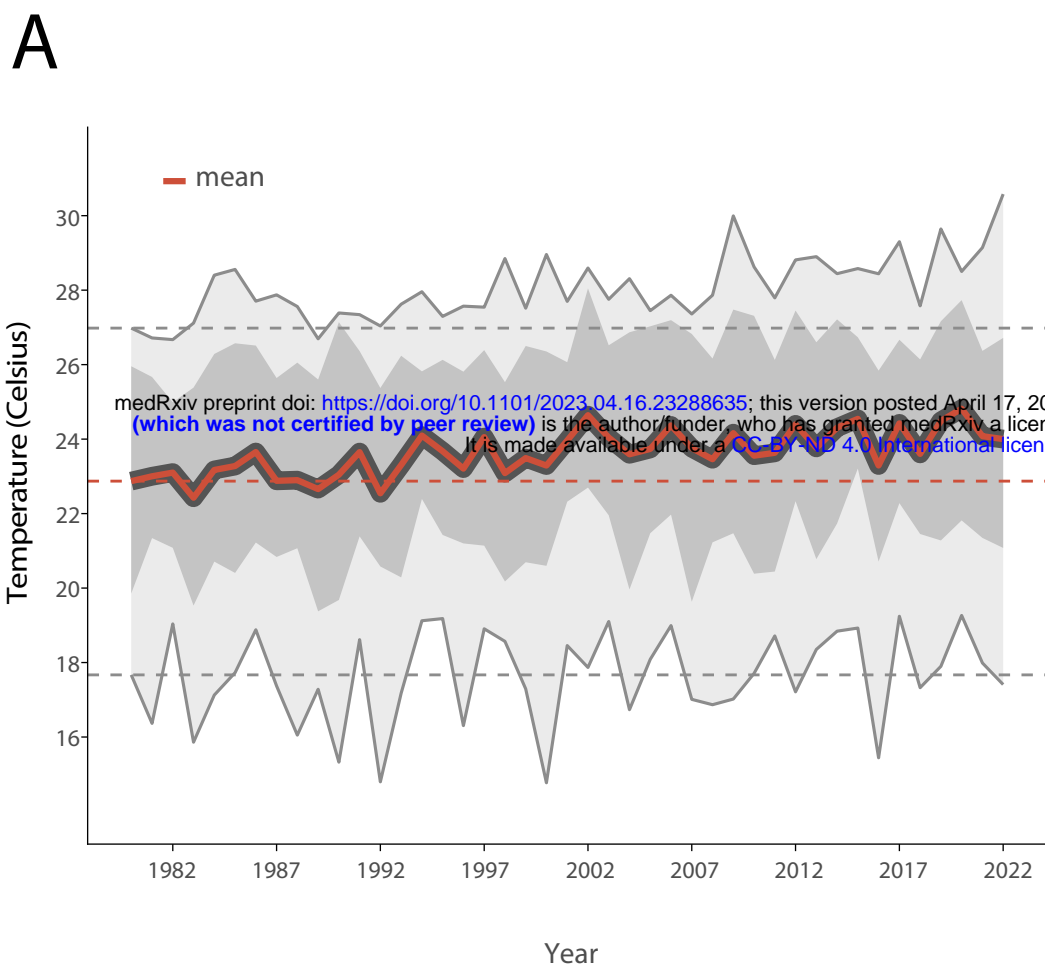 A
mean
30
28
26
24
22
20
18
16
Temperature (Celsius)
medRxiv preprint doi: https://doi.org/10.1101/2023.04.16.23288635; this version posted April 17, 20
(which was not certified by peer review) is the author/funder, who has granted medRxiv a licen
It is made available under a CC-BY-ND 4.0 International licen
1982 1987 1992 1997 2002 2007 2012 2017 2022
Year